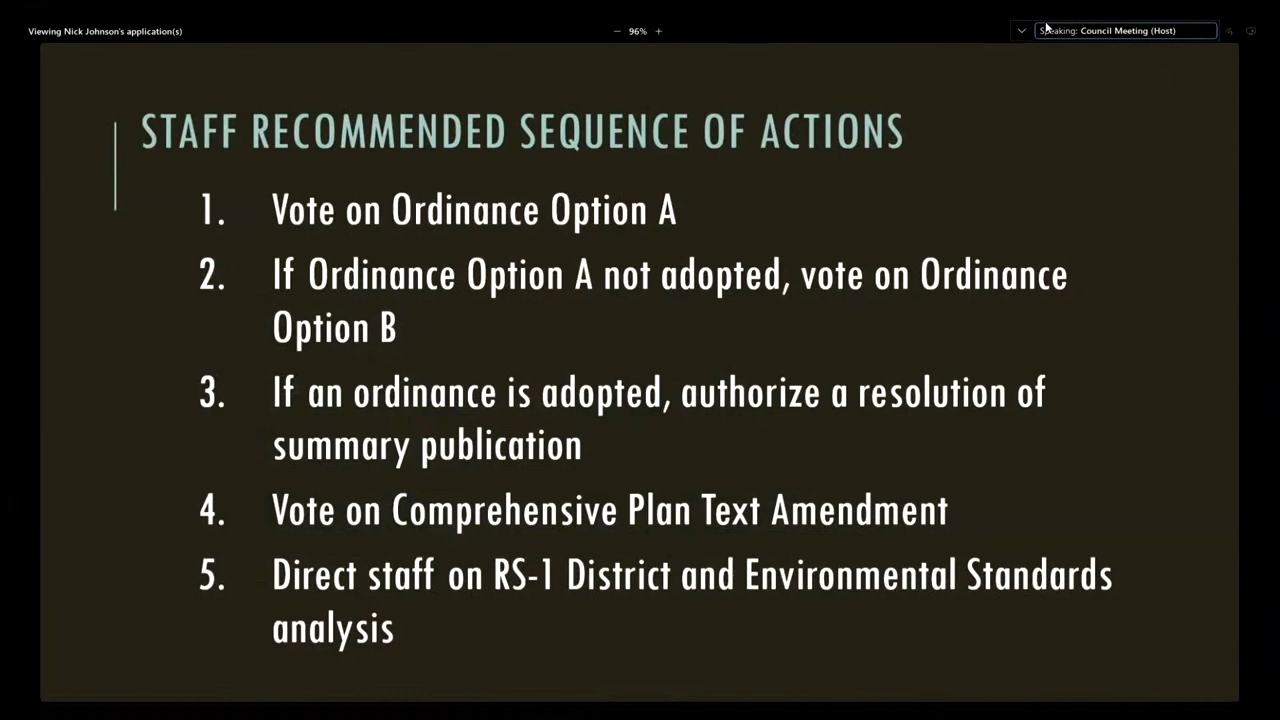 Viewing Nick Johnson's application(s)
96%
Speaking: Council Meeting (Host)
STAFF RECOMMENDED SEQUENCE OF ACTIONS
1. Vote on Ordinance Option A
2. If Ordinance Option A not adopted, vote on Ordinance
Option B
3. If an ordinance is adopted, authorize a resolution of
summary publication
4. Vote on Comprehensive Plan Text Amendment
5. Direct staff on RS-1 District and Environmental Standards
analysis